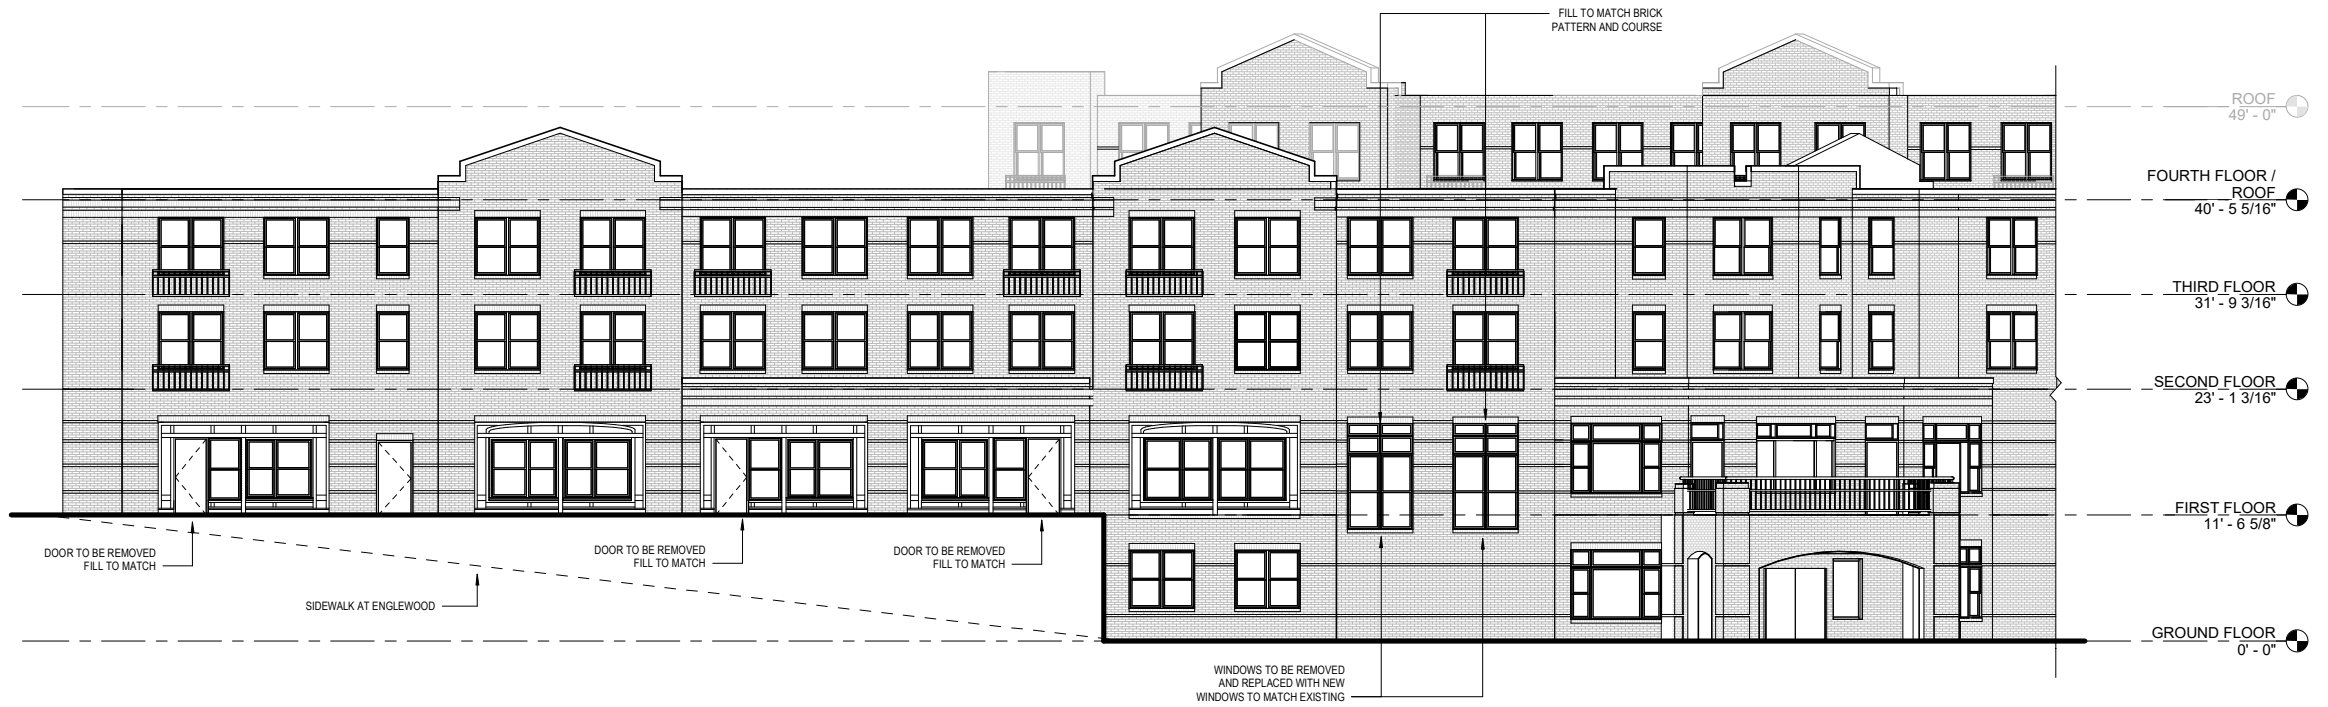 FILL TO MATCH BRICK
PATTERN AND COURSE
ROOF
49' - 0"
FOURTH FLOOR /
ROOF
40' - 5 5/16"
THIRD FLOOR
31' - 9 3/16"
SECOND FLOOR
23' - 1 3/16"
FIRST FLOOR
11' - 6 5/8"
DOOR TO BE REMOVED
FILL TO MATCH
DOOR TO BE REMOVED
FILL TO MATCH
DOOR TO BE REMOVED
FILL TO MATCH
SIDEWALK AT ENGLEWOOD
GROUND FLOOR
0' - 0"
WINDOWS TO BE REMOVED
AND REPLACED WITH NEW
WINDOWS TO MATCH EXISTING